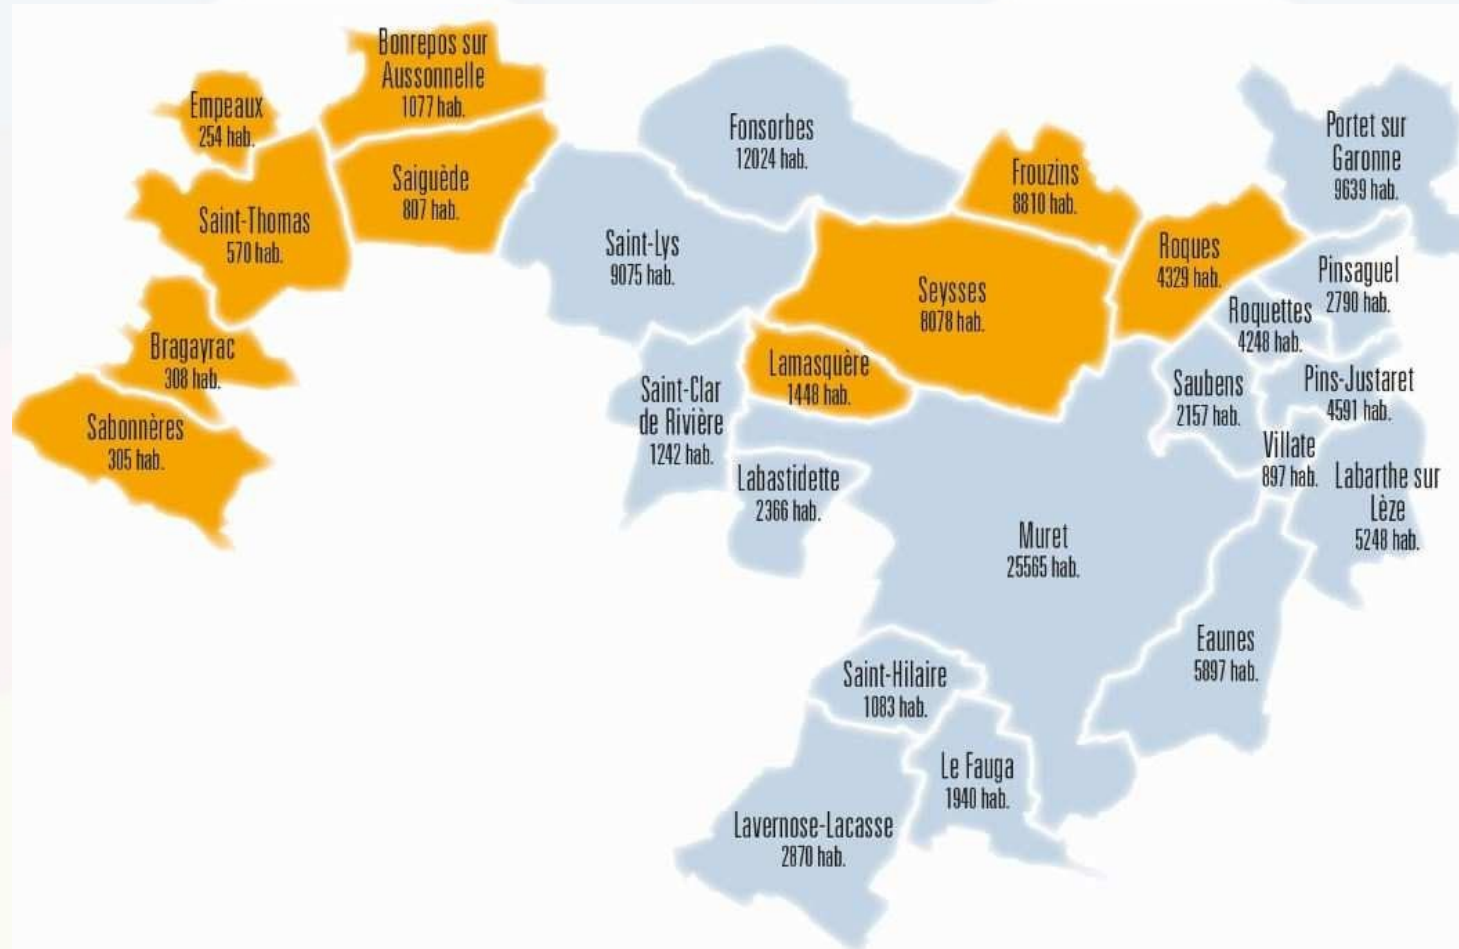 Bonrepos sur
Aussonnelle
1077 hab.
Empeaux
254 hab.
Saiguède
807 hab.
Saint-Thomas
570 hab.
Bragayrac
308 hab.
Sabonnères
305 hab.
Fonsorbes
12024 hab.
Saint-Lys
9075 hab.
Frouzins
8810 hab.
Portet sur
Garonne
9639 hab.
Roques
4329 hab.
Seysses
8078 hab.
Pinsaguel
2790 hab.
Roquettes
4248 hab.
Lamasquère
1448 hab.
Saint-Clar
de Rivière
1242 hab.
Saubens
2157 hab.
Pins-Justaret
4591 hab.
Villate
897 hab.
Labarthe sur
Lèze
5248 hab.
Labastidette
2366 hab.
Muret
25565 hab.
Eaunes
5897 hab.
Saint-Hilaire
1083 hab.
Le Fauga
1940 hab.
Lavernose-Lacasse
2870 hab.